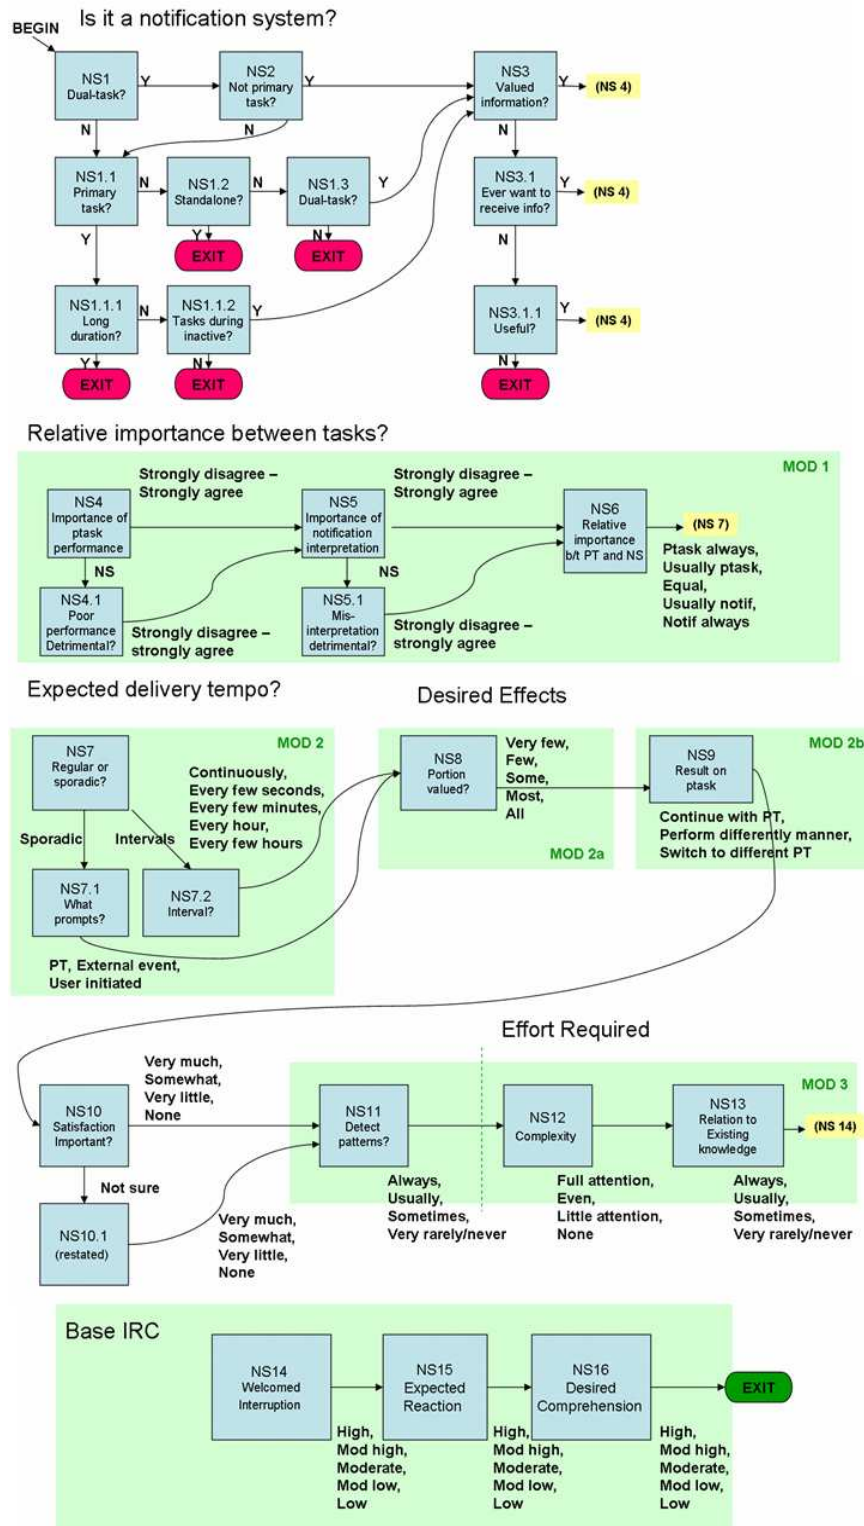 Is it a notification system?
BEGIN
NS1
Dual-task?
Y
N
NS2
Not primary
task?
Y
N
NS3
Valued
information?
Y
(NS 4)
N
NS1.1
Primary
task?
N
Y
NS1.2
Standalone?
N
Y
EXIT
NS1.3
Dual-task?
Y
N
EXIT
NS3.1
Ever want to
receive info?
Y
(NS 4)
N
NS1.1.1
Long
duration?
N
Y
EXIT
NS1.1.2
Tasks during
inactive?
Y
N
EXIT
NS3.1.1
Useful?
Y
(NS 4)
N
EXIT
Relative importance between tasks?
MOD 1
NS4
Importance of
ptask
performance
Strongly disagree –
Strongly agree
NS
NS5
Importance of
notification
interpretation
Strongly disagree –
Strongly agree
NS
NS6
Relative
importance
b/t PT and NS
(NS 7)
Ptask always,
Usually ptask,
Equal,
Usually notif,
Notif always
NS4.1
Poor
performance
Detrimental?
Strongly disagree –
strongly agree
NS5.1
Mis-
interpretation
detrimental?
Strongly disagree –
strongly agree
Expected delivery tempo?
MOD 2
NS7
Regular or
sporadic?
Sporadic
Intervals
Continuously,
Every few seconds,
Every few minutes,
Every hour,
Every few hours
NS7.1
What
prompts?
NS7.2
Interval?
PT, External event,
User initiated
Desired Effects
NS8
Portion
valued?
Very few,
Few,
Some,
Most,
All
MOD 2a
MOD 2b
NS9
Result on
ptask
Continue with PT,
Perform differently manner,
Switch to different PT
Effort Required
NS10
Satisfaction
Important?
Very much,
Somewhat,
Very little,
None
Not sure
NS10.1
(restated)
Very much,
Somewhat,
Very little,
None
MOD 3
NS11
Detect
patterns?
Always,
Usually,
Sometimes,
Very rarely/never
NS12
Complexity
Full attention,
Even,
Little attention,
None
NS13
Relation to
Existing
knowledge
(NS 14)
Always,
Usually,
Sometimes,
Very rarely/never
Base IRC
NS14
Welcomed
Interruption
High,
Mod high,
Moderate,
Mod low,
Low
NS15
Expected
Reaction
High,
Mod high,
Moderate,
Mod low,
Low
NS16
Desired
Comprehension
High,
Mod high,
Moderate,
Mod low,
Low
EXIT